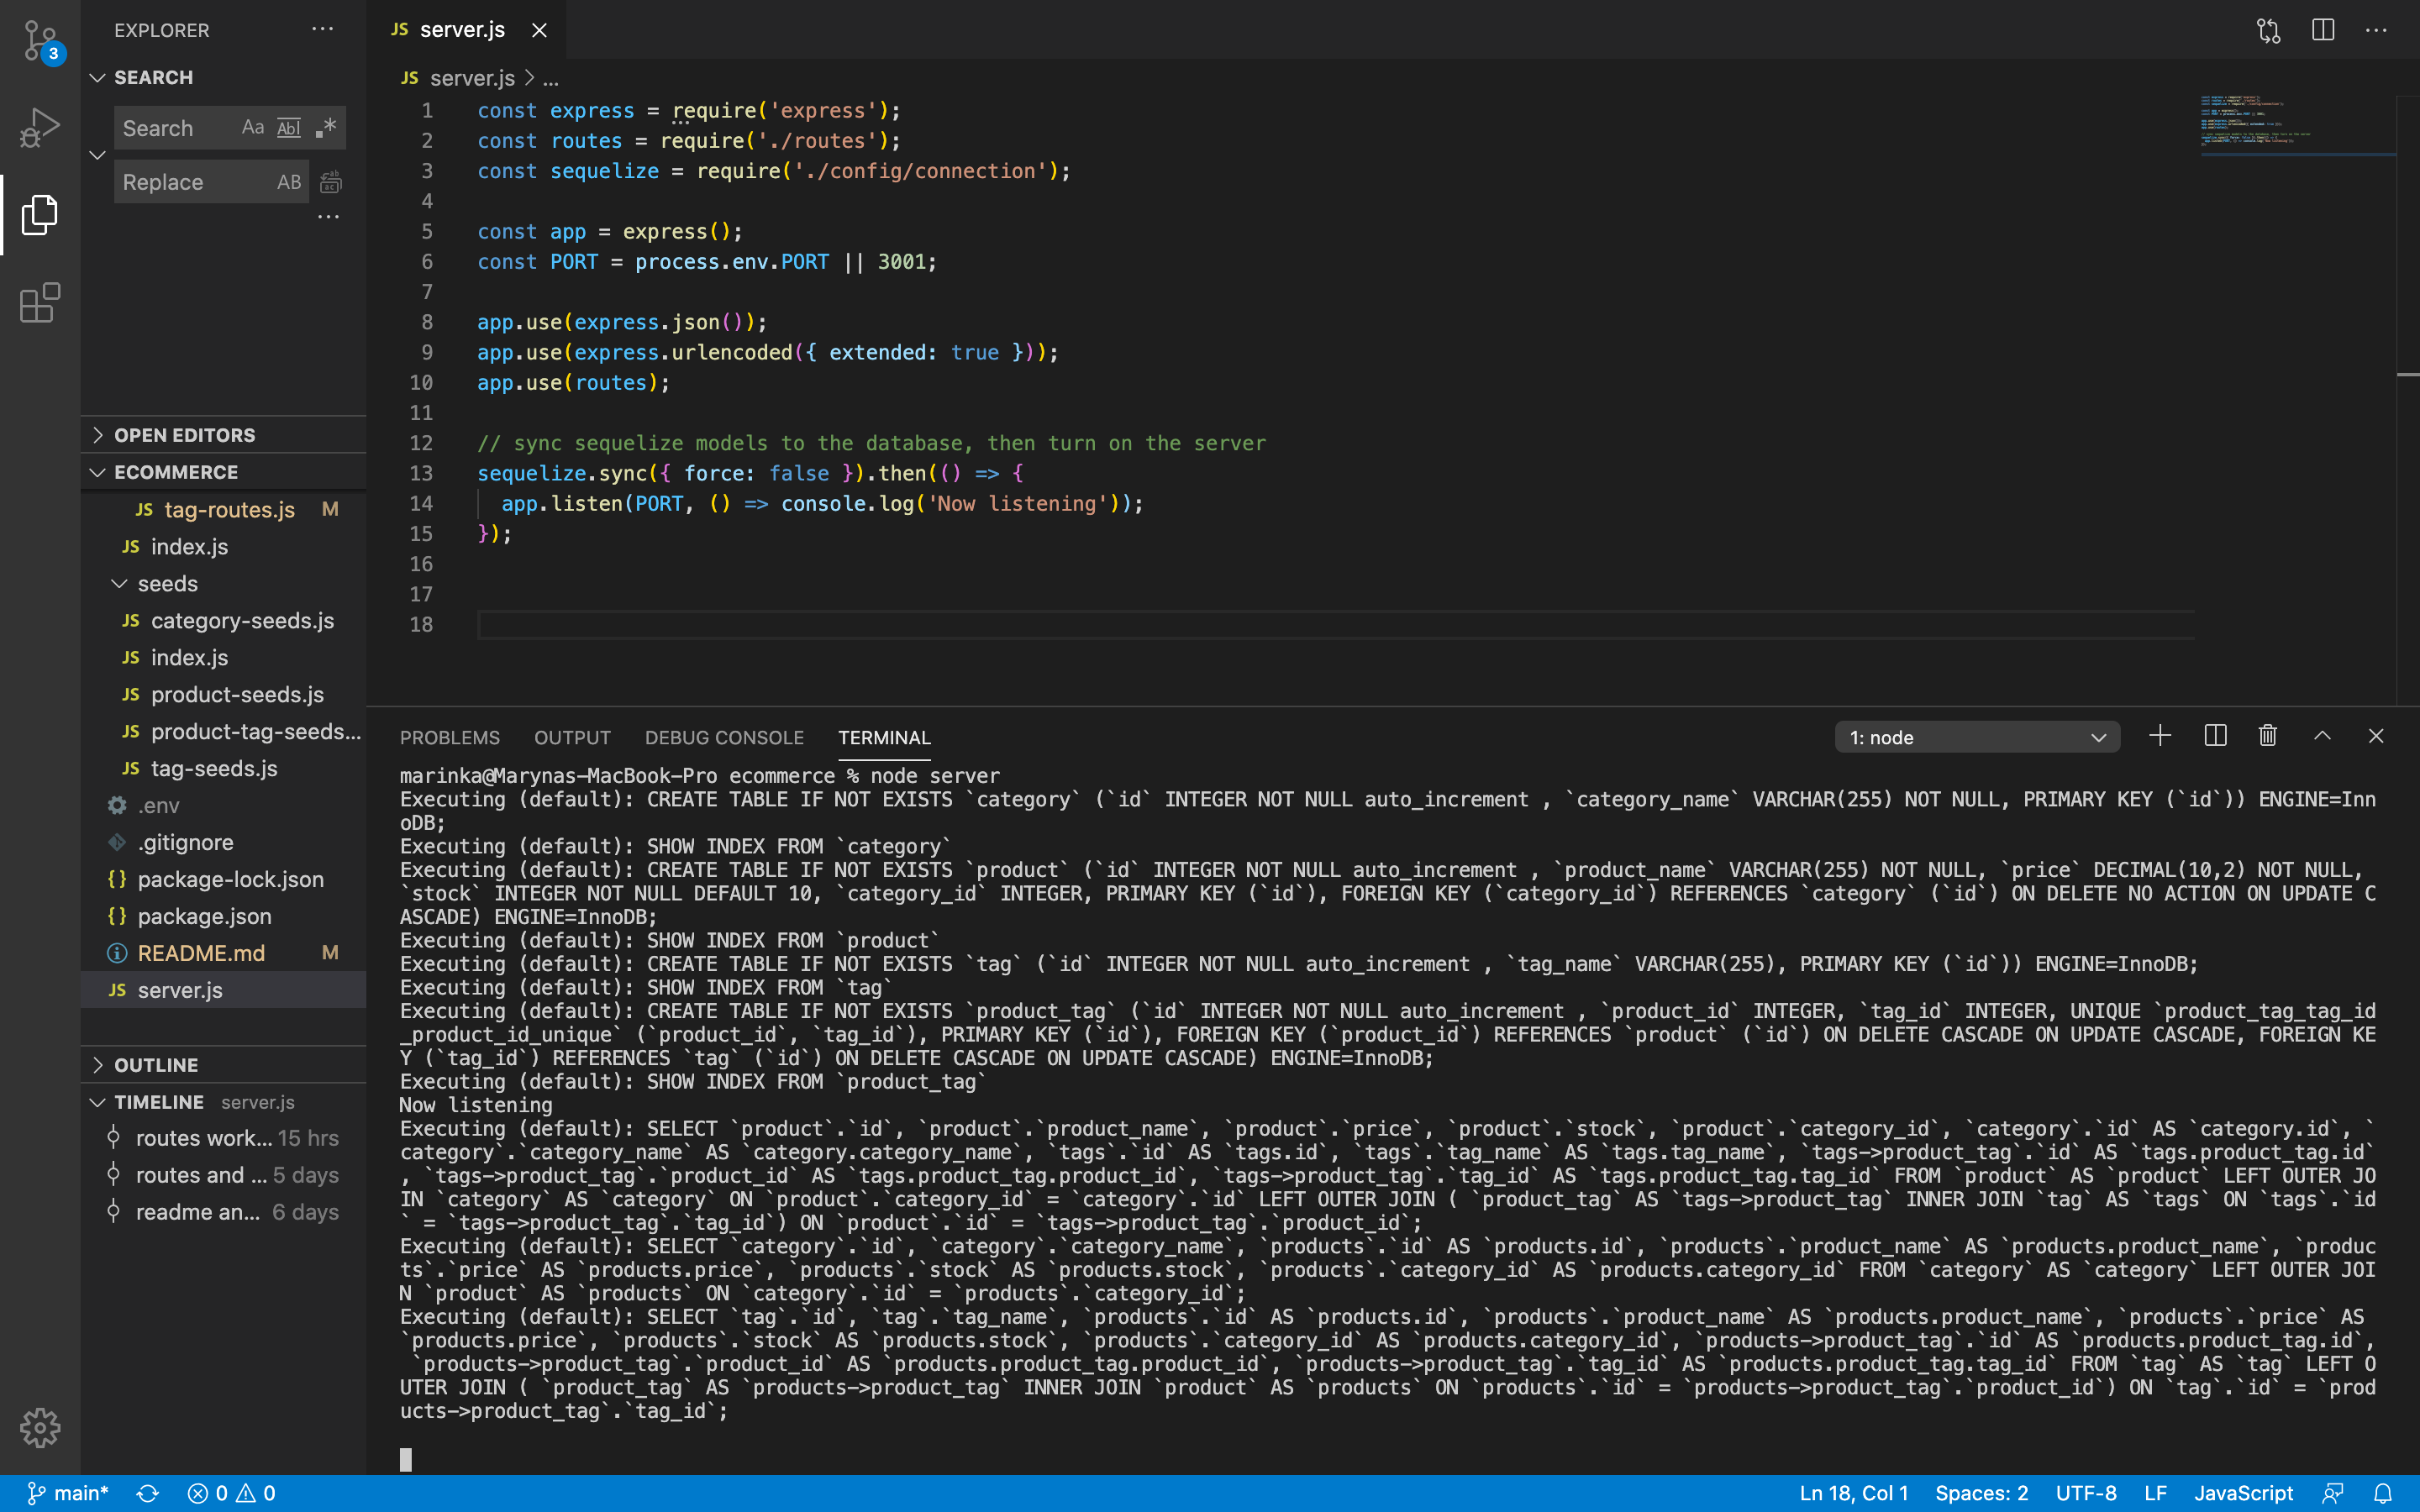 3
EXPLORER
SEARCH
Search Aa Abl .*
Replace AB
OPEN EDITORS
ECOMMERCE
JS tag-routes.js M
JS index.js
seeds
JS category-seeds.js
JS index.js
JS product-seeds.js
JS product-tag-seeds...
JS tag-seeds.js
.env
.gitignore
{} package-lock.json
{} package.json
README.md M
JS server.js
OUTLINE
TIMELINE server.js
routes work... 15 hrs
routes and ... 5 days
readme an... 6 days
JS server.js
JS server.js > ...
1 const express = require('express');
2 const routes = require('./routes');
3 const sequelize = require('./config/connection');
4
5 const app = express();
6 const PORT = process.env.PORT || 3001;
7
8 app.use(express.json());
9 app.use(express.urlencoded({ extended: true }));
10 app.use(routes);
11
12 // sync sequelize models to the database, then turn on the server
13 sequelize.sync({ force: false }).then(() => {
14   app.listen(PORT, () => console.log('Now listening'));
15 });
16
17
18
PROBLEMS OUTPUT DEBUG CONSOLE TERMINAL 1: node
marinka@Marynas-MacBook-Pro ecommerce % node server
Executing (default): CREATE TABLE IF NOT EXISTS `category` (`id` INTEGER NOT NULL auto_increment , `category_name` VARCHAR(255) NOT NULL, PRIMARY KEY (`id`)) ENGINE=Inn
oDB;
Executing (default): SHOW INDEX FROM `category`
Executing (default): CREATE TABLE IF NOT EXISTS `product` (`id` INTEGER NOT NULL auto_increment , `product_name` VARCHAR(255) NOT NULL, `price` DECIMAL(10,2) NOT NULL,
`stock` INTEGER NOT NULL DEFAULT 10, `category_id` INTEGER, PRIMARY KEY (`id`), FOREIGN KEY (`category_id`) REFERENCES `category` (`id`) ON DELETE NO ACTION ON UPDATE C
ASCADE) ENGINE=InnoDB;
Executing (default): SHOW INDEX FROM `product`
Executing (default): CREATE TABLE IF NOT EXISTS `tag` (`id` INTEGER NOT NULL auto_increment , `tag_name` VARCHAR(255), PRIMARY KEY (`id`)) ENGINE=InnoDB;
Executing (default): SHOW INDEX FROM `tag`
Executing (default): CREATE TABLE IF NOT EXISTS `product_tag` (`id` INTEGER NOT NULL auto_increment , `product_id` INTEGER, `tag_id` INTEGER, UNIQUE `product_tag_tag_id
_product_id_unique` (`product_id`, `tag_id`), PRIMARY KEY (`id`), FOREIGN KEY (`product_id`) REFERENCES `product` (`id`) ON DELETE CASCADE ON UPDATE CASCADE, FOREIGN KE
Y (`tag_id`) REFERENCES `tag` (`id`) ON DELETE CASCADE ON UPDATE CASCADE) ENGINE=InnoDB;
Executing (default): SHOW INDEX FROM `product_tag`
Now listening
Executing (default): SELECT `product`.`id`, `product`.`product_name`, `product`.`price`, `product`.`stock`, `product`.`category_id`, `category`.`id` AS `category.id`, `
category`.`category_name` AS `category.category_name`, `tags`.`id` AS `tags.id`, `tags`.`tag_name` AS `tags.tag_name`, `tags->product_tag`.`id` AS `tags.product_tag.id`
, `tags->product_tag`.`product_id` AS `tags.product_tag.product_id`, `tags->product_tag`.`tag_id` AS `tags.product_tag.tag_id` FROM `product` AS `product` LEFT OUTER JO
IN `category` AS `category` ON `product`.`category_id` = `category`.`id` LEFT OUTER JOIN ( `product_tag` AS `tags->product_tag` INNER JOIN `tag` AS `tags` ON `tags`.`id
` = `tags->product_tag`.`tag_id`) ON `product`.`id` = `tags->product_tag`.`product_id`;
Executing (default): SELECT `category`.`id`, `category`.`category_name`, `products`.`id` AS `products.id`, `products`.`product_name` AS `products.product_name`, `produc
ts`.`price` AS `products.price`, `products`.`stock` AS `products.stock`, `products`.`category_id` AS `products.category_id` FROM `category` AS `category` LEFT OUTER JOI
N `product` AS `products` ON `category`.`id` = `products`.`category_id`;
Executing (default): SELECT `tag`.`id`, `tag`.`tag_name`, `products`.`id` AS `products.id`, `products`.`product_name` AS `products.product_name`, `products`.`price` AS
`products.price`, `products`.`stock` AS `products.stock`, `products`.`category_id` AS `products.category_id`, `products->product_tag`.`id` AS `products.product_tag.id`,
 `products->product_tag`.`product_id` AS `products.product_tag.product_id`, `products->product_tag`.`tag_id` AS `products.product_tag.tag_id` FROM `tag` AS `tag` LEFT O
UTER JOIN ( `product_tag` AS `products->product_tag` INNER JOIN `product` AS `products` ON `products`.`id` = `products->product_tag`.`product_id`) ON `tag`.`id` = `prod
ucts->product_tag`.`tag_id`;
main* 0 0 Ln 18, Col 1 Spaces: 2 UTF-8 LF JavaScript